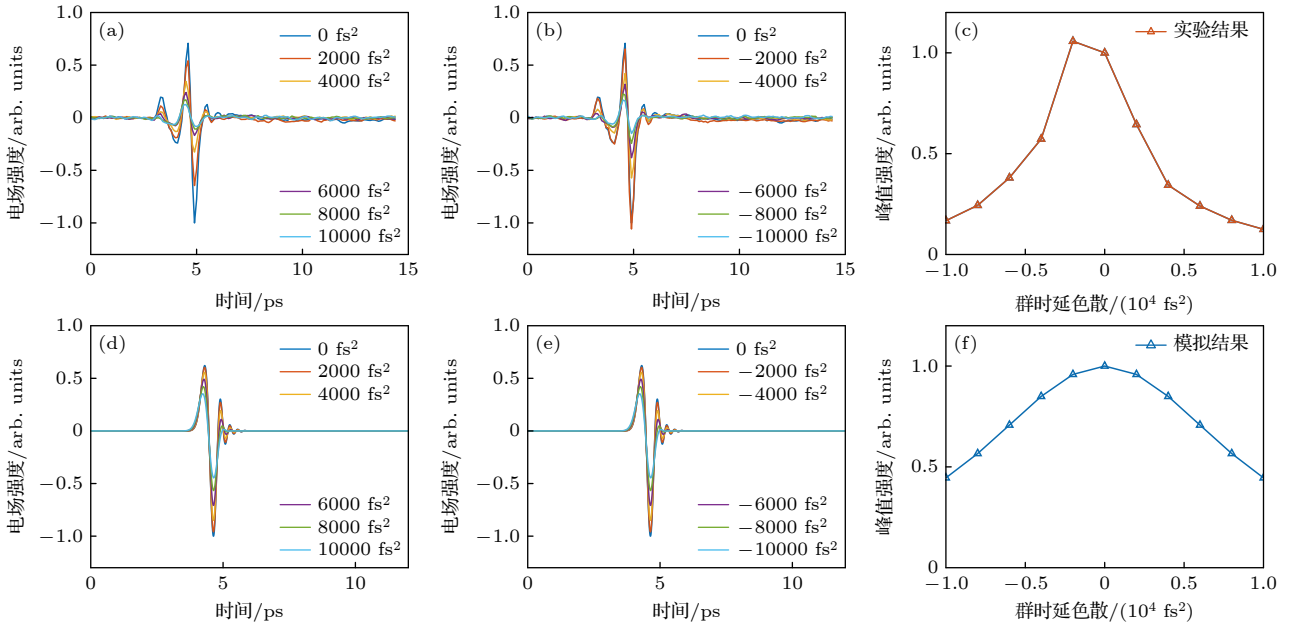 (a)
0 fs²
2000 fs²
4000 fs²
6000 fs²
8000 fs²
10000 fs²
1.0
0.5
0
−0.5
−1.0
电场强度/arb. units
0 5 10 15
时间/ps
(b)
0 fs²
−2000 fs²
−4000 fs²
−6000 fs²
−8000 fs²
−10000 fs²
1.0
0.5
0
−0.5
−1.0
电场强度/arb. units
0 5 10 15
时间/ps
(c)
实验结果
1.0
0.5
0
峰值强度/arb. units
−1.0 −0.5 0 0.5 1.0
群时延色散/(10⁴ fs²)
(d)
0 fs²
2000 fs²
4000 fs²
6000 fs²
8000 fs²
10000 fs²
1.0
0.5
0
−0.5
−1.0
电场强度/arb. units
0 5 10
时间/ps
(e)
0 fs²
−2000 fs²
−4000 fs²
−6000 fs²
−8000 fs²
−10000 fs²
1.0
0.5
0
−0.5
−1.0
电场强度/arb. units
0 5 10
时间/ps
(f)
模拟结果
1.0
0.5
0
峰值强度/arb. units
−1.0 −0.5 0 0.5 1.0
群时延色散/(10⁴ fs²)